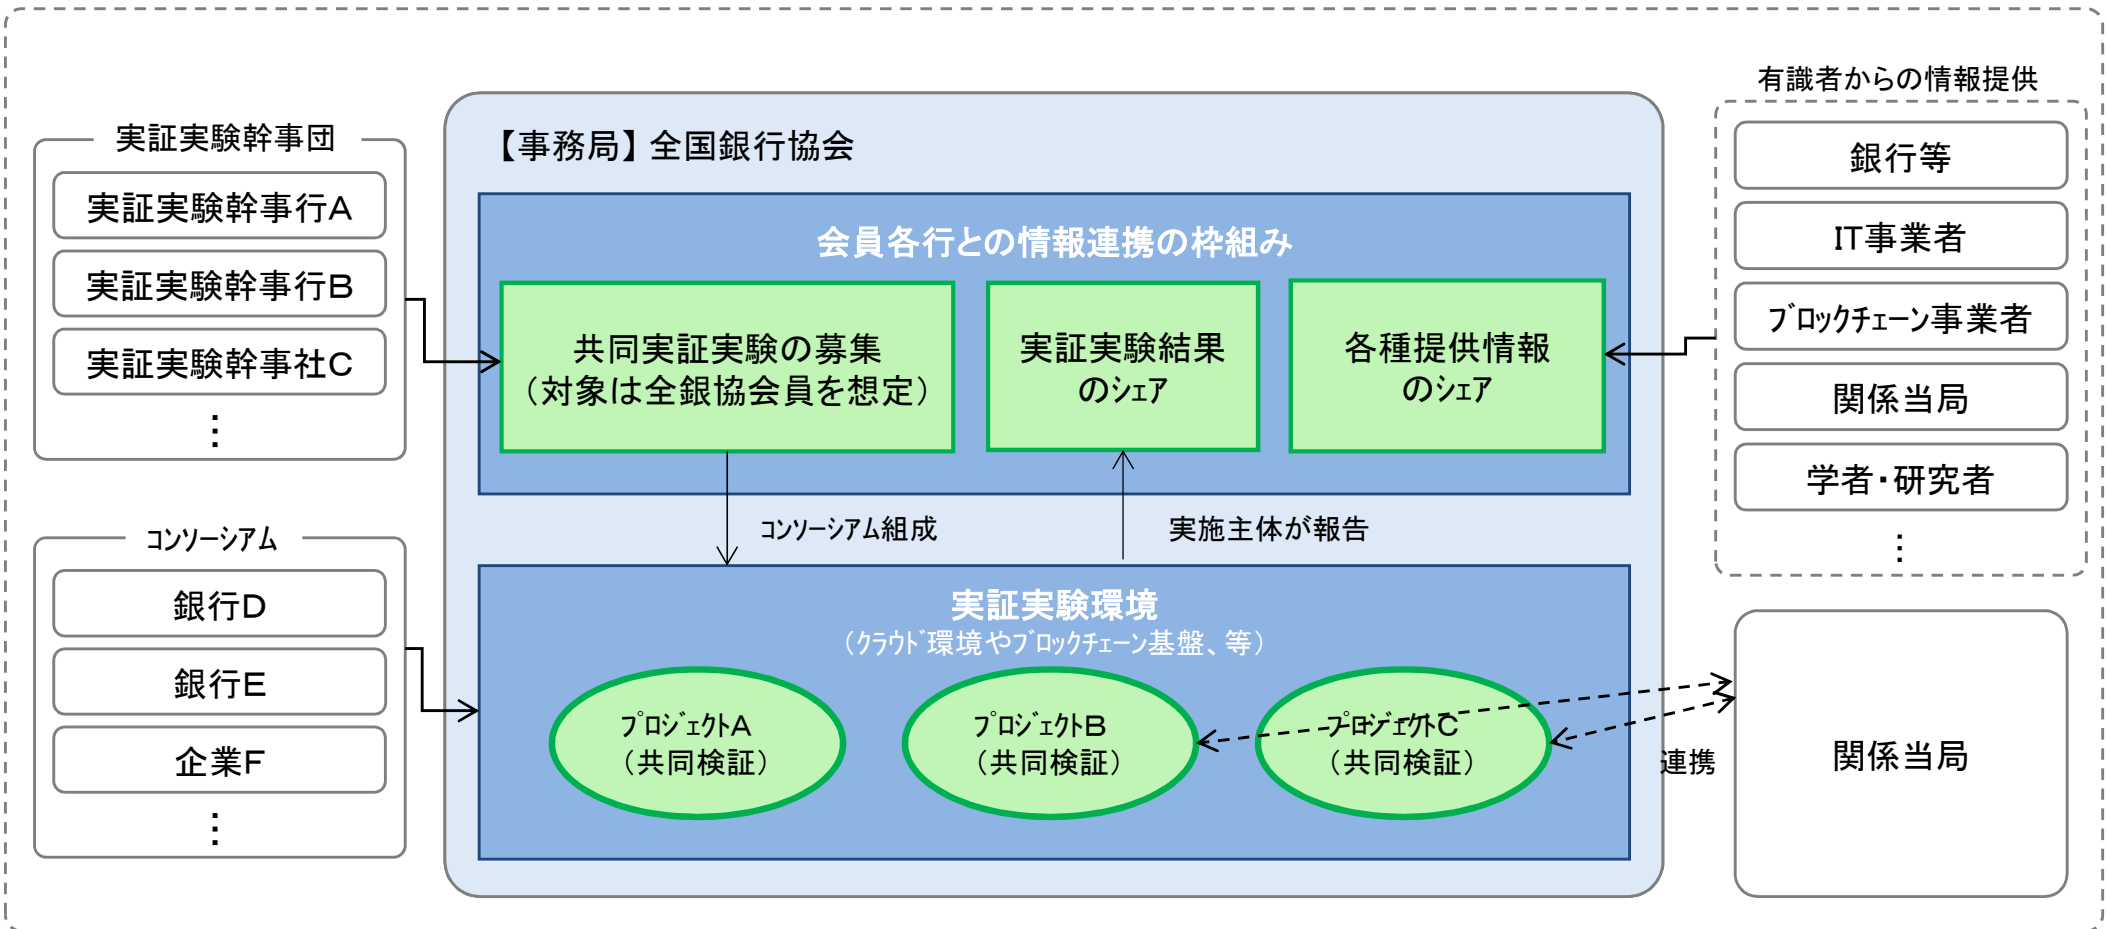 実証実験幹事団
実証実験幹事行A
実証実験幹事行B
実証実験幹事社C
⋮
コンソーシアム
銀行D
銀行E
企業F
⋮
【事務局】全国銀行協会
会員各行との情報連携の枠組み
共同実証実験の募集
（対象は全銀協会員を想定）
実証実験結果
のシェア
各種提供情報
のシェア
コンソーシアム組成
実施主体が報告
実証実験環境
（クラウド環境やブロックチェーン基盤、等）
プロジェクトA
（共同検証）
プロジェクトB
（共同検証）
プロジェクトC
（共同検証）
有識者からの情報提供
銀行等
IT事業者
ブロックチェーン事業者
関係当局
学者・研究者
⋮
連携
関係当局